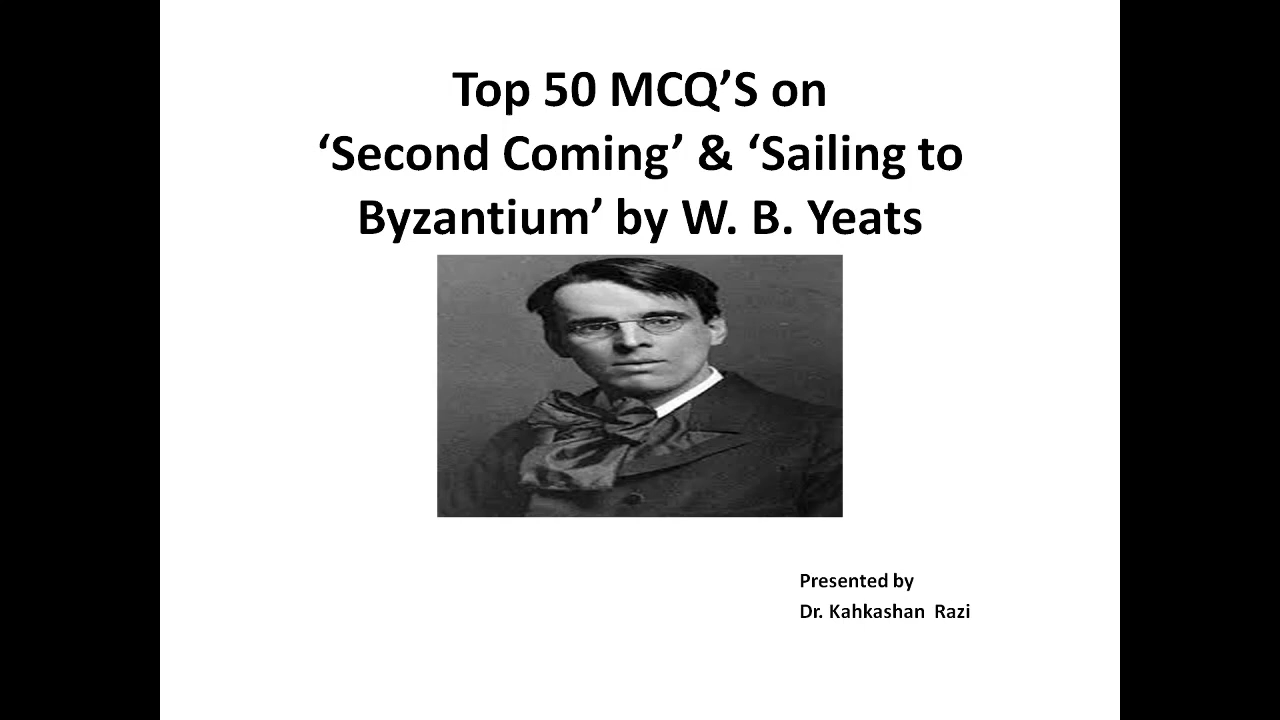 Top 50 MCQ’S on
‘Second Coming’ & ‘Sailing to
Byzantium’ by W. B. Yeats
Presented by
Dr. Kahkashan Razi